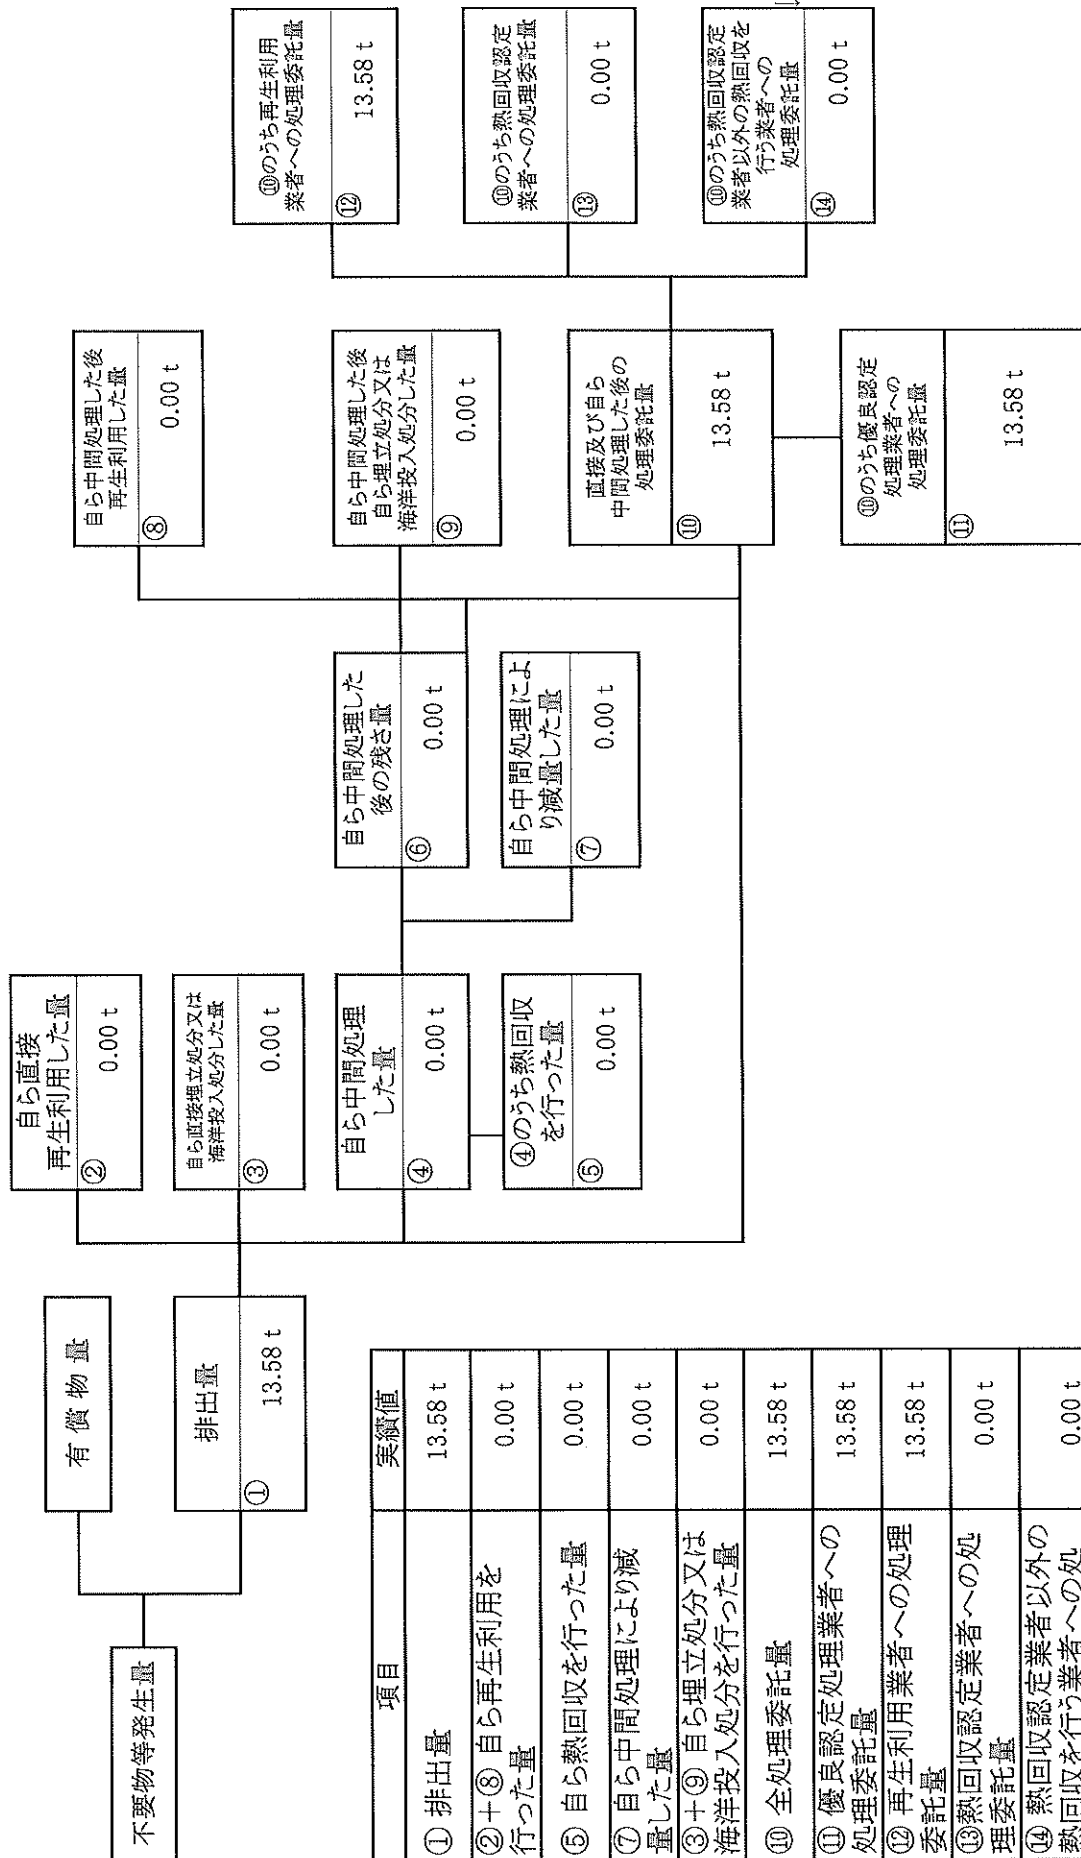 不要物等発生量
有 償 物 量
排出量
①
13.58 t
自ら直接
再生利用した量
②
0.00 t
自ら直接埋立処分又は
海洋投入処分した量
③
0.00 t
自ら中間処理
した量
④
0.00 t
④のうち熱回収
を行った量
⑤
0.00 t
自ら中間処理した
後の残さ量
⑥
0.00 t
自ら中間処理によ
り減量した量
⑦
0.00 t
自ら中間処理した後
再生利用した量
⑧
0.00 t
自ら中間処理した後
自ら埋立処分又は
海洋投入処分した量
⑨
0.00 t
直接及び自ら
中間処理した後の
処理委託量
⑩
13.58 t
⑩のうち優良認定
処理業者への
処理委託量
⑪
13.58 t
⑩のうち再生利用
業者への処理委託量
⑫
13.58 t
⑩のうち熱回収認定
業者への処理委託量
⑬
0.00 t
⑩のうち熱回収認定
業者以外の熱回収を
行う業者への
処理委託量
⑭
0.00 t
項目 実績値
① 排出量 13.58 t
②+⑧ 自ら再生利用を
行った量 0.00 t
⑤ 自ら熱回収を行った量 0.00 t
⑦ 自ら中間処理により減
量した量 0.00 t
③+⑨ 自ら埋立処分又は
海洋投入処分を行った量 0.00 t
⑩ 全処理委託量 13.58 t
⑪ 優良認定処理業者への
処理委託量 13.58 t
⑫ 再生利用業者への処理
委託量 13.58 t
⑬熱回収認定業者への処
理委託量 0.00 t
⑭ 熱回収認定業者以外の
熱回収を行う業者への処 0.00 t